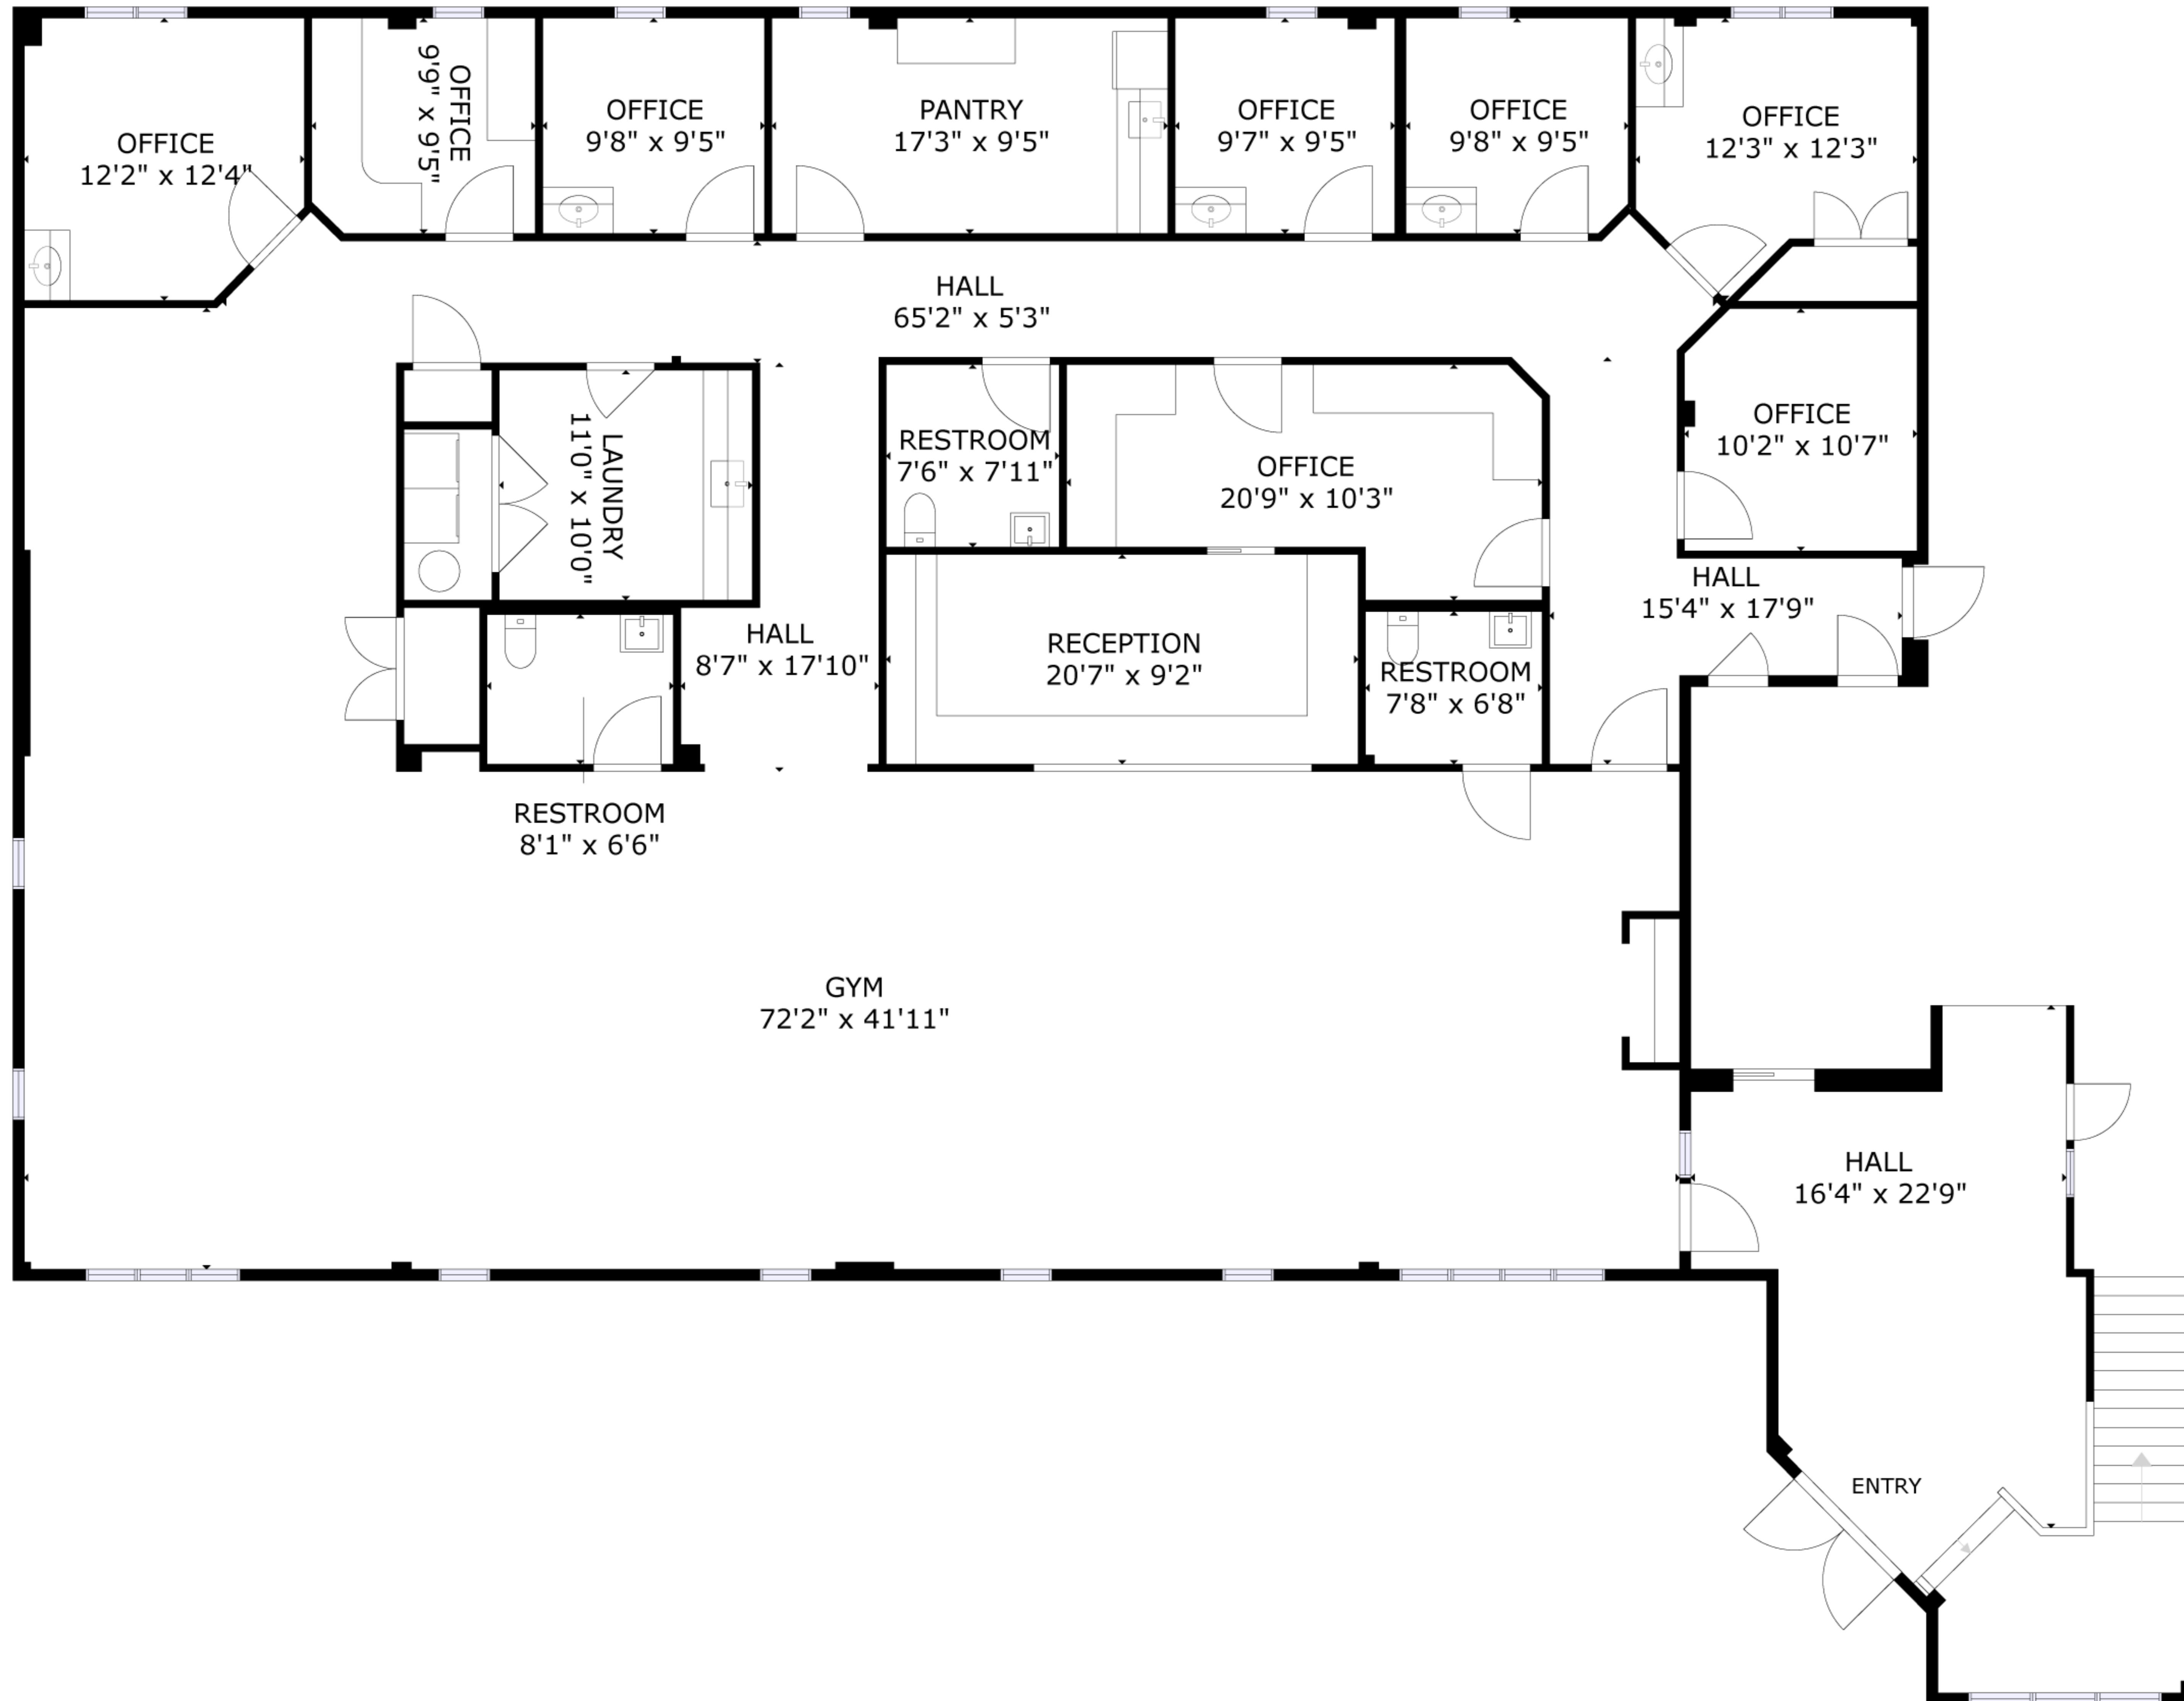 OFFICE
12'2" x 12'4"
OFFICE
9'9" x 9'5"
OFFICE
9'8" x 9'5"
PANTRY
17'3" x 9'5"
OFFICE
9'7" x 9'5"
OFFICE
9'8" x 9'5"
OFFICE
12'3" x 12'3"
HALL
65'2" x 5'3"
LAUNDRY
11'0" x 10'0"
RESTROOM
7'6" x 7'11"
OFFICE
20'9" x 10'3"
OFFICE
10'2" x 10'7"
HALL
15'4" x 17'9"
HALL
8'7" x 17'10"
RECEPTION
20'7" x 9'2"
RESTROOM
7'8" x 6'8"
RESTROOM
8'1" x 6'6"
GYM
72'2" x 41'11"
HALL
16'4" x 22'9"
ENTRY